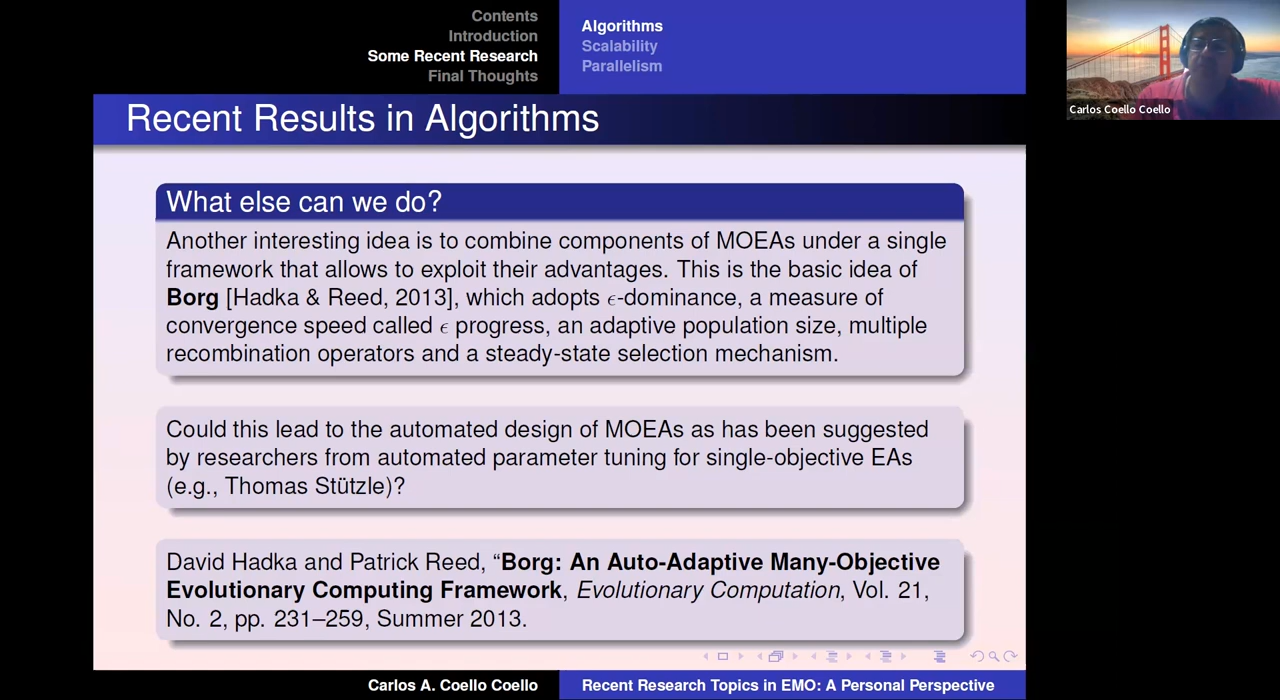 Contents
Introduction
Some Recent Research
Final Thoughts
Algorithms
Scalability
Parallelism
Carlos Coello Coello
Recent Results in Algorithms
What else can we do?
Another interesting idea is to combine components of MOEAs under a single
framework that allows to exploit their advantages. This is the basic idea of
Borg [Hadka & Reed, 2013], which adopts ϵ-dominance, a measure of
convergence speed called ϵ progress, an adaptive population size, multiple
recombination operators and a steady-state selection mechanism.
Could this lead to the automated design of MOEAs as has been suggested
by researchers from automated parameter tuning for single-objective EAs
(e.g., Thomas Stützle)?
David Hadka and Patrick Reed, “Borg: An Auto-Adaptive Many-Objective
Evolutionary Computing Framework, Evolutionary Computation, Vol. 21,
No. 2, pp. 231–259, Summer 2013.
Carlos A. Coello Coello
Recent Research Topics in EMO: A Personal Perspective